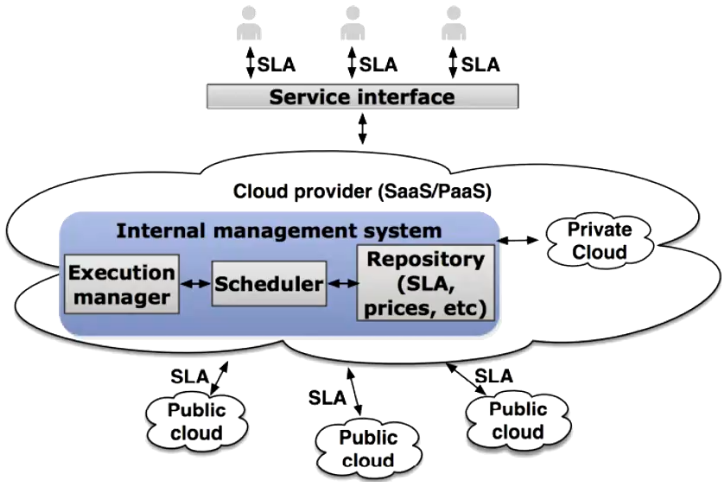 SLA SLA SLA
Service interface
Cloud provider (SaaS/PaaS)
Internal management system
Execution
manager
Scheduler
Repository
(SLA,
prices, etc)
Private
Cloud
SLA
Public
cloud
SLA
Public
cloud
SLA
Public
cloud